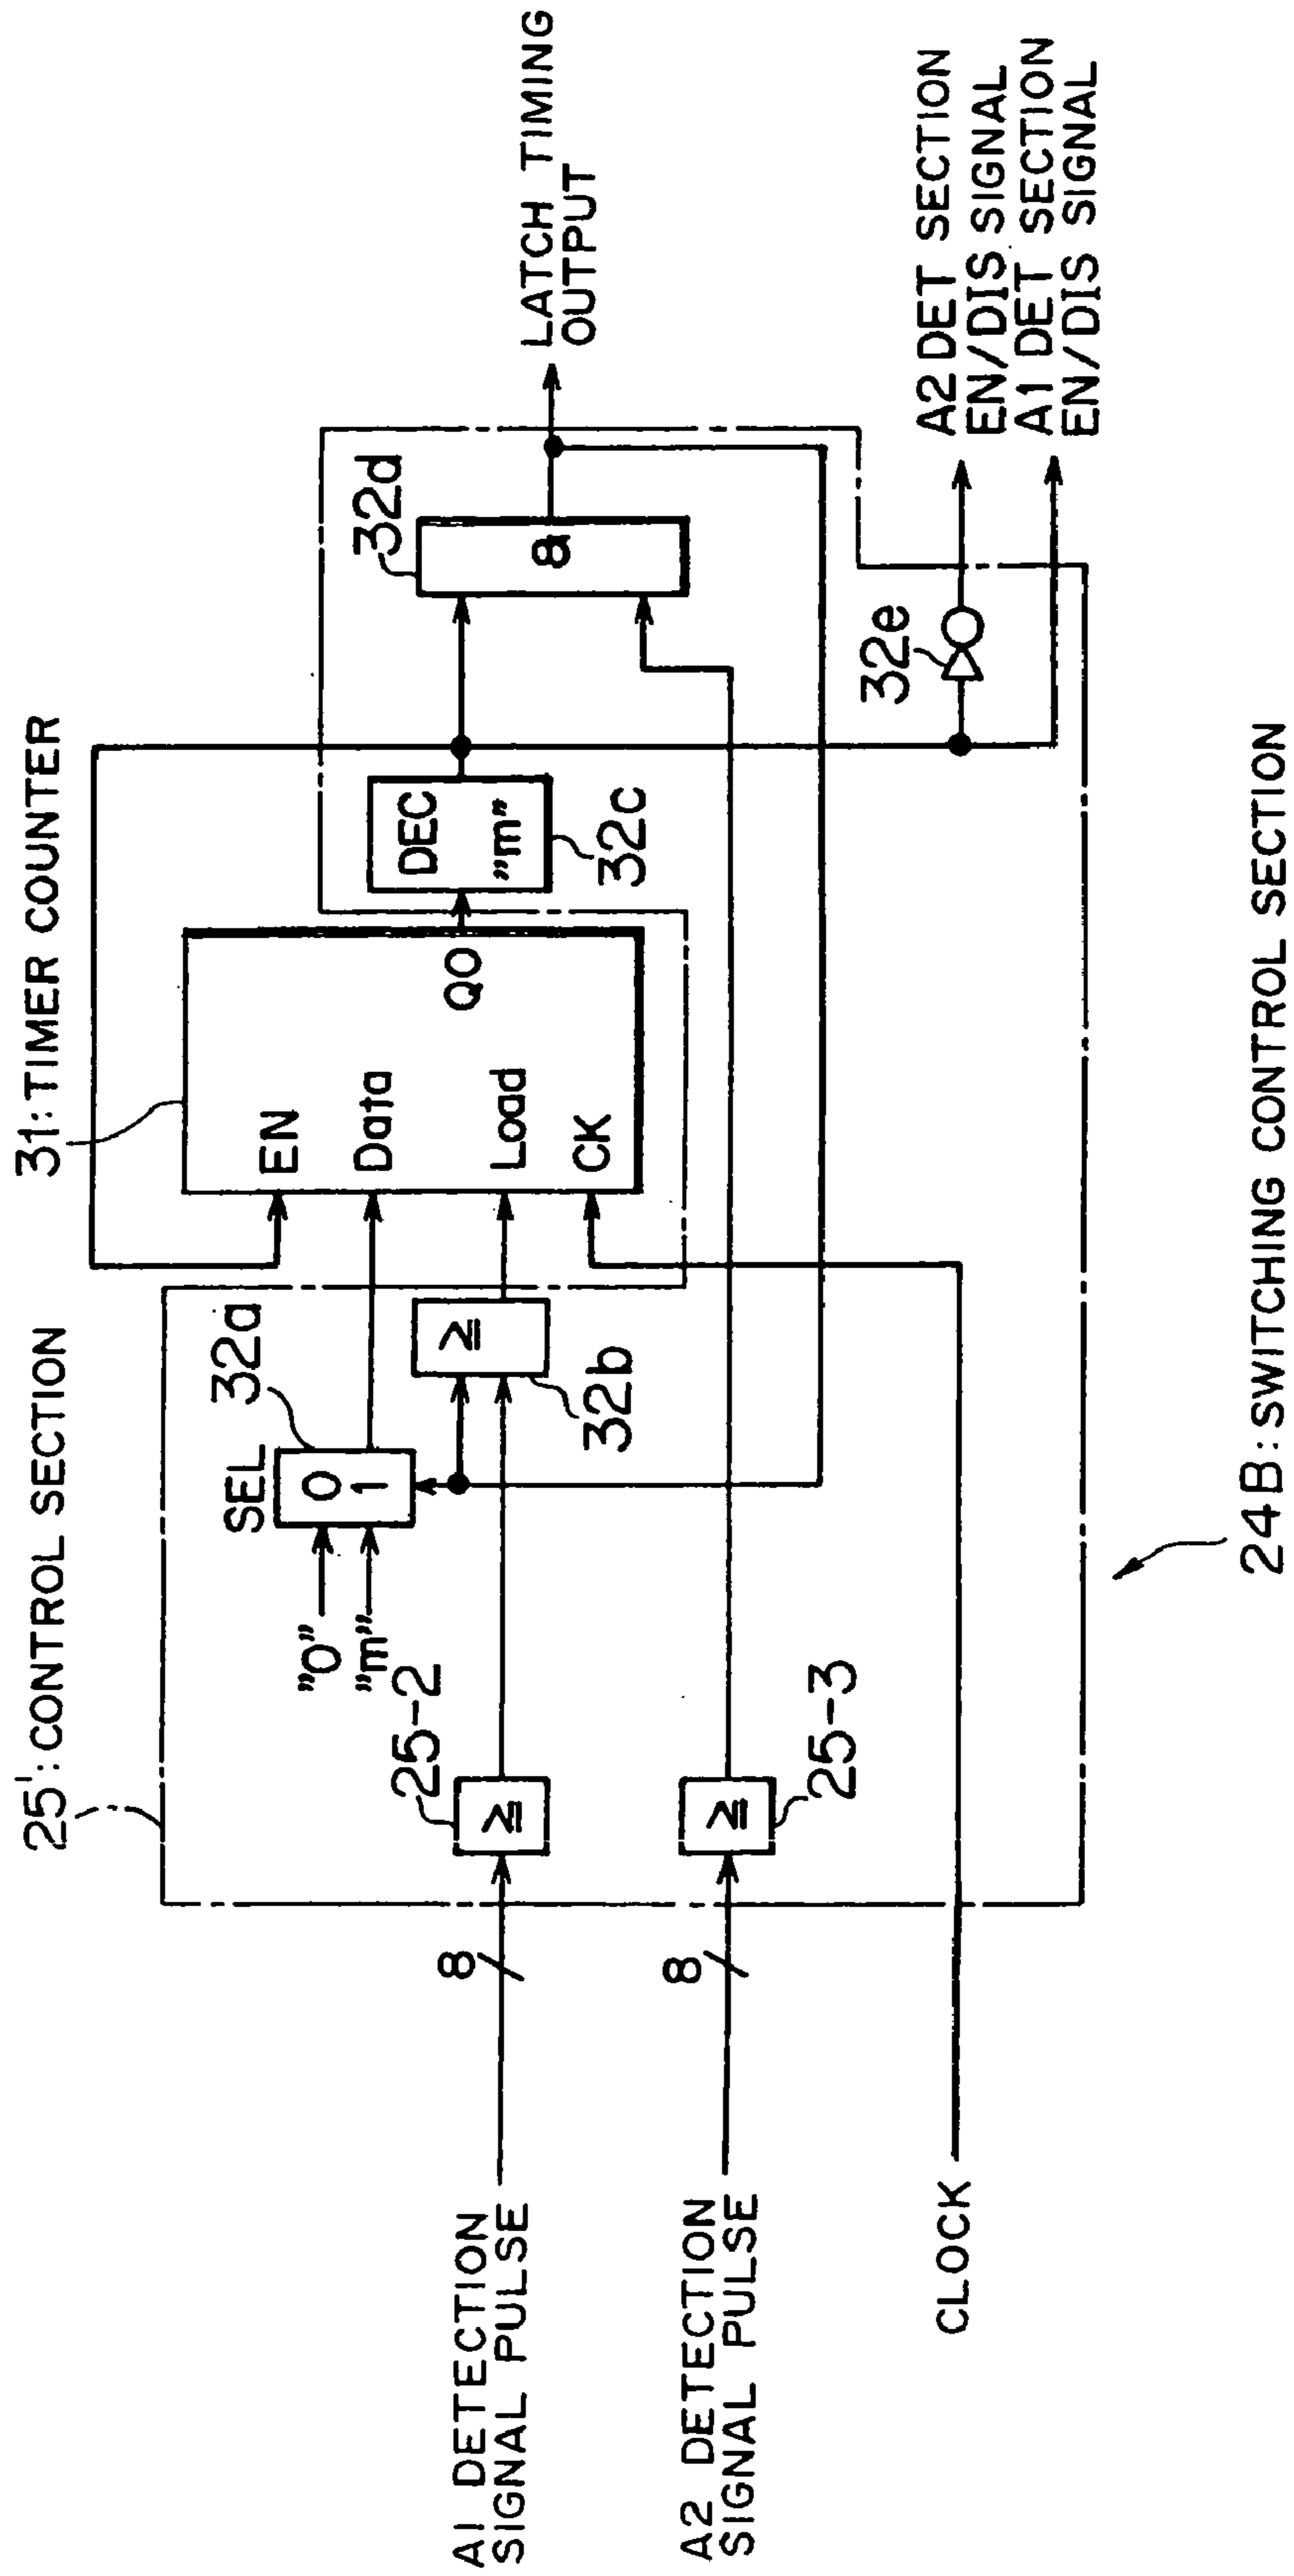 25': CONTROL SECTION
31: TIMER COUNTER
SEL
32a
0
1
"0"
"m"
25-2
≥
≥
32b
EN
Data
Load
CK
QO
DEC
"m"
32c
32d
&
LATCH TIMING
OUTPUT
A1 DETECTION
SIGNAL PULSE
8
A2 DETECTION
SIGNAL PULSE
8
≥
25-3
CLOCK
32e
A2 DET SECTION
EN/DIS SIGNAL
A1 DET SECTION
EN/DIS SIGNAL
24B: SWITCHING CONTROL SECTION